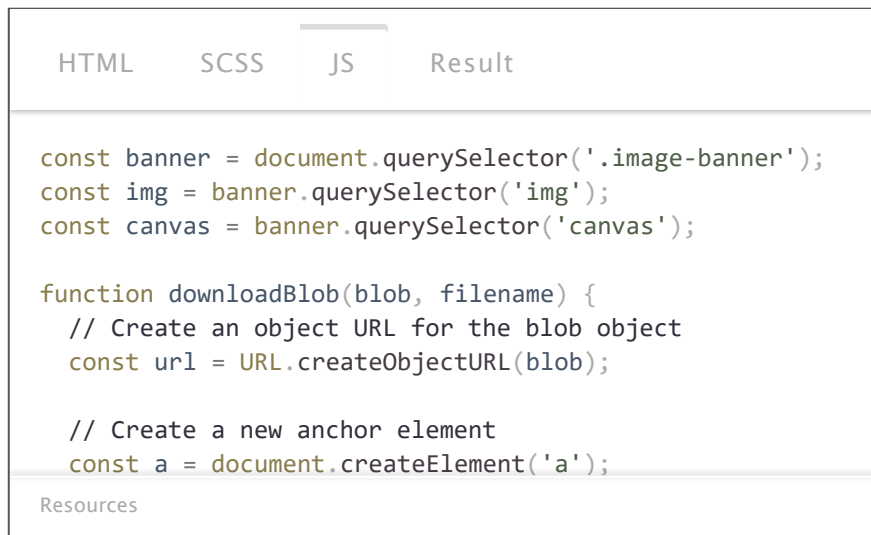 HTML SCSS JS Result
const banner = document.querySelector('.image-banner');
const img = banner.querySelector('img');
const canvas = banner.querySelector('canvas');
function downloadBlob(blob, filename) {
// Create an object URL for the blob object
const url = URL.createObjectURL(blob);
// Create a new anchor element
const a = document.createElement('a');
Resources